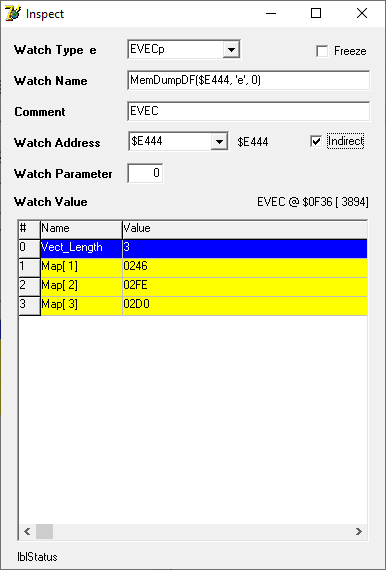 Inspect
Watch Type e EVECp Freeze
Watch Name MemDumpDF($E444, 'e', 0)
Comment EVEC
Watch Address $E444 $E444 Indirect
Watch Parameter 0
Watch Value EVEC @ $0F36 [ 3894]
# Name Value
0 Vect_Length 3
1 Map[ 1] 0246
2 Map[ 2] 02FE
3 Map[ 3] 02D0
lblStatus